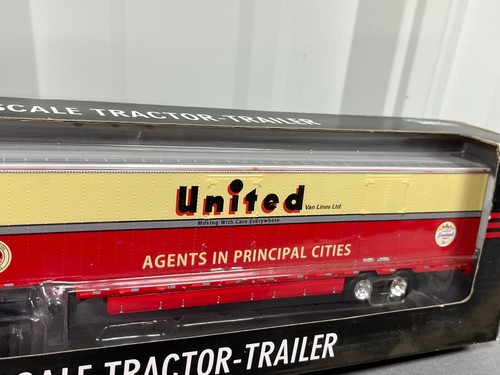 SCALE TRACTOR-TRAILER
United
Van Lines Ltd.
Moving With Care Everywhere
AGENTS IN PRINCIPAL CITIES
SCALE TRACTOR-TRAILER